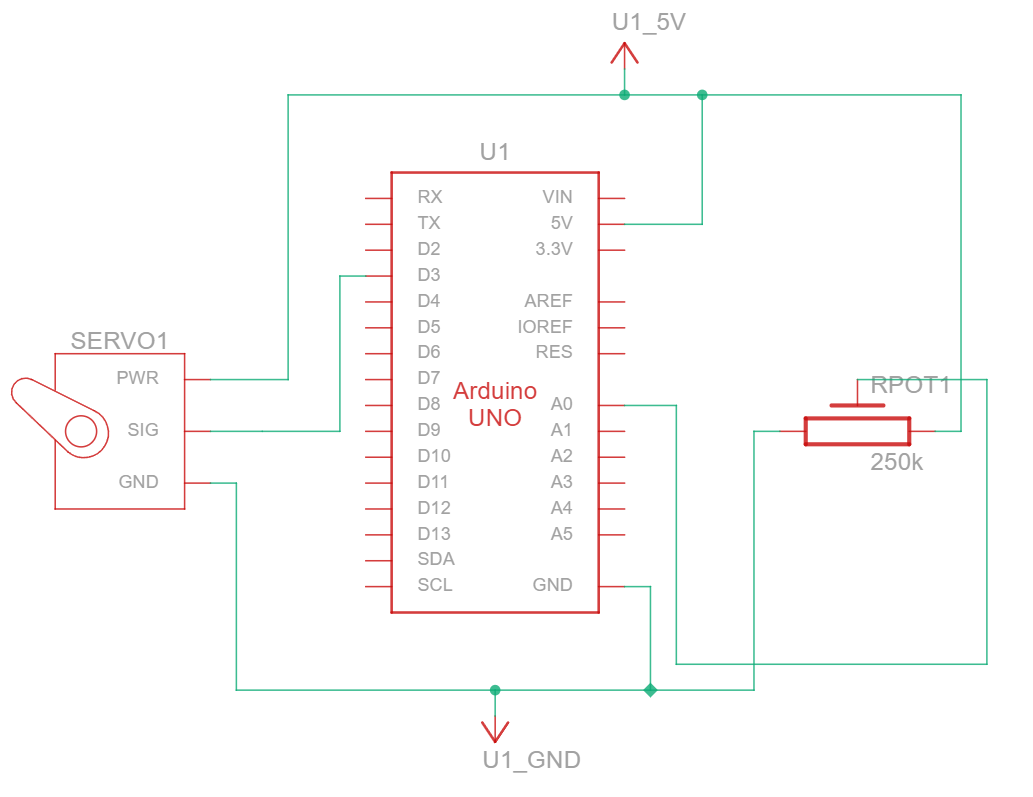 U1_5V
U1
RX
TX
D2
D3
D4
D5
D6
D7
D8
D9
D10
D11
D12
D13
SDA
SCL
VIN
5V
3.3V
AREF
IOREF
RES
A0
A1
A2
A3
A4
A5
GND
Arduino
UNO
SERVO1
PWR
SIG
GND
RPOT1
250k
U1_GND